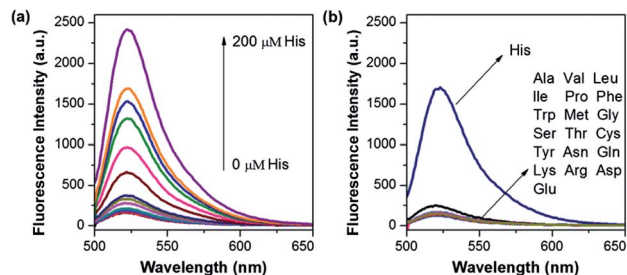 (a)
Fluorescence Intensity (a.u.)
2500
2000
1500
1000
500
0
500 550 600 650
Wavelength (nm)
200 µM His
0 µM His
(b)
Fluorescence Intensity (a.u.)
2500
2000
1500
1000
500
0
500 550 600 650
Wavelength (nm)
His
Ala Val Leu
Ile Pro Phe
Trp Met Gly
Ser Thr Cys
Tyr Asn Gln
Lys Arg Asp
Glu